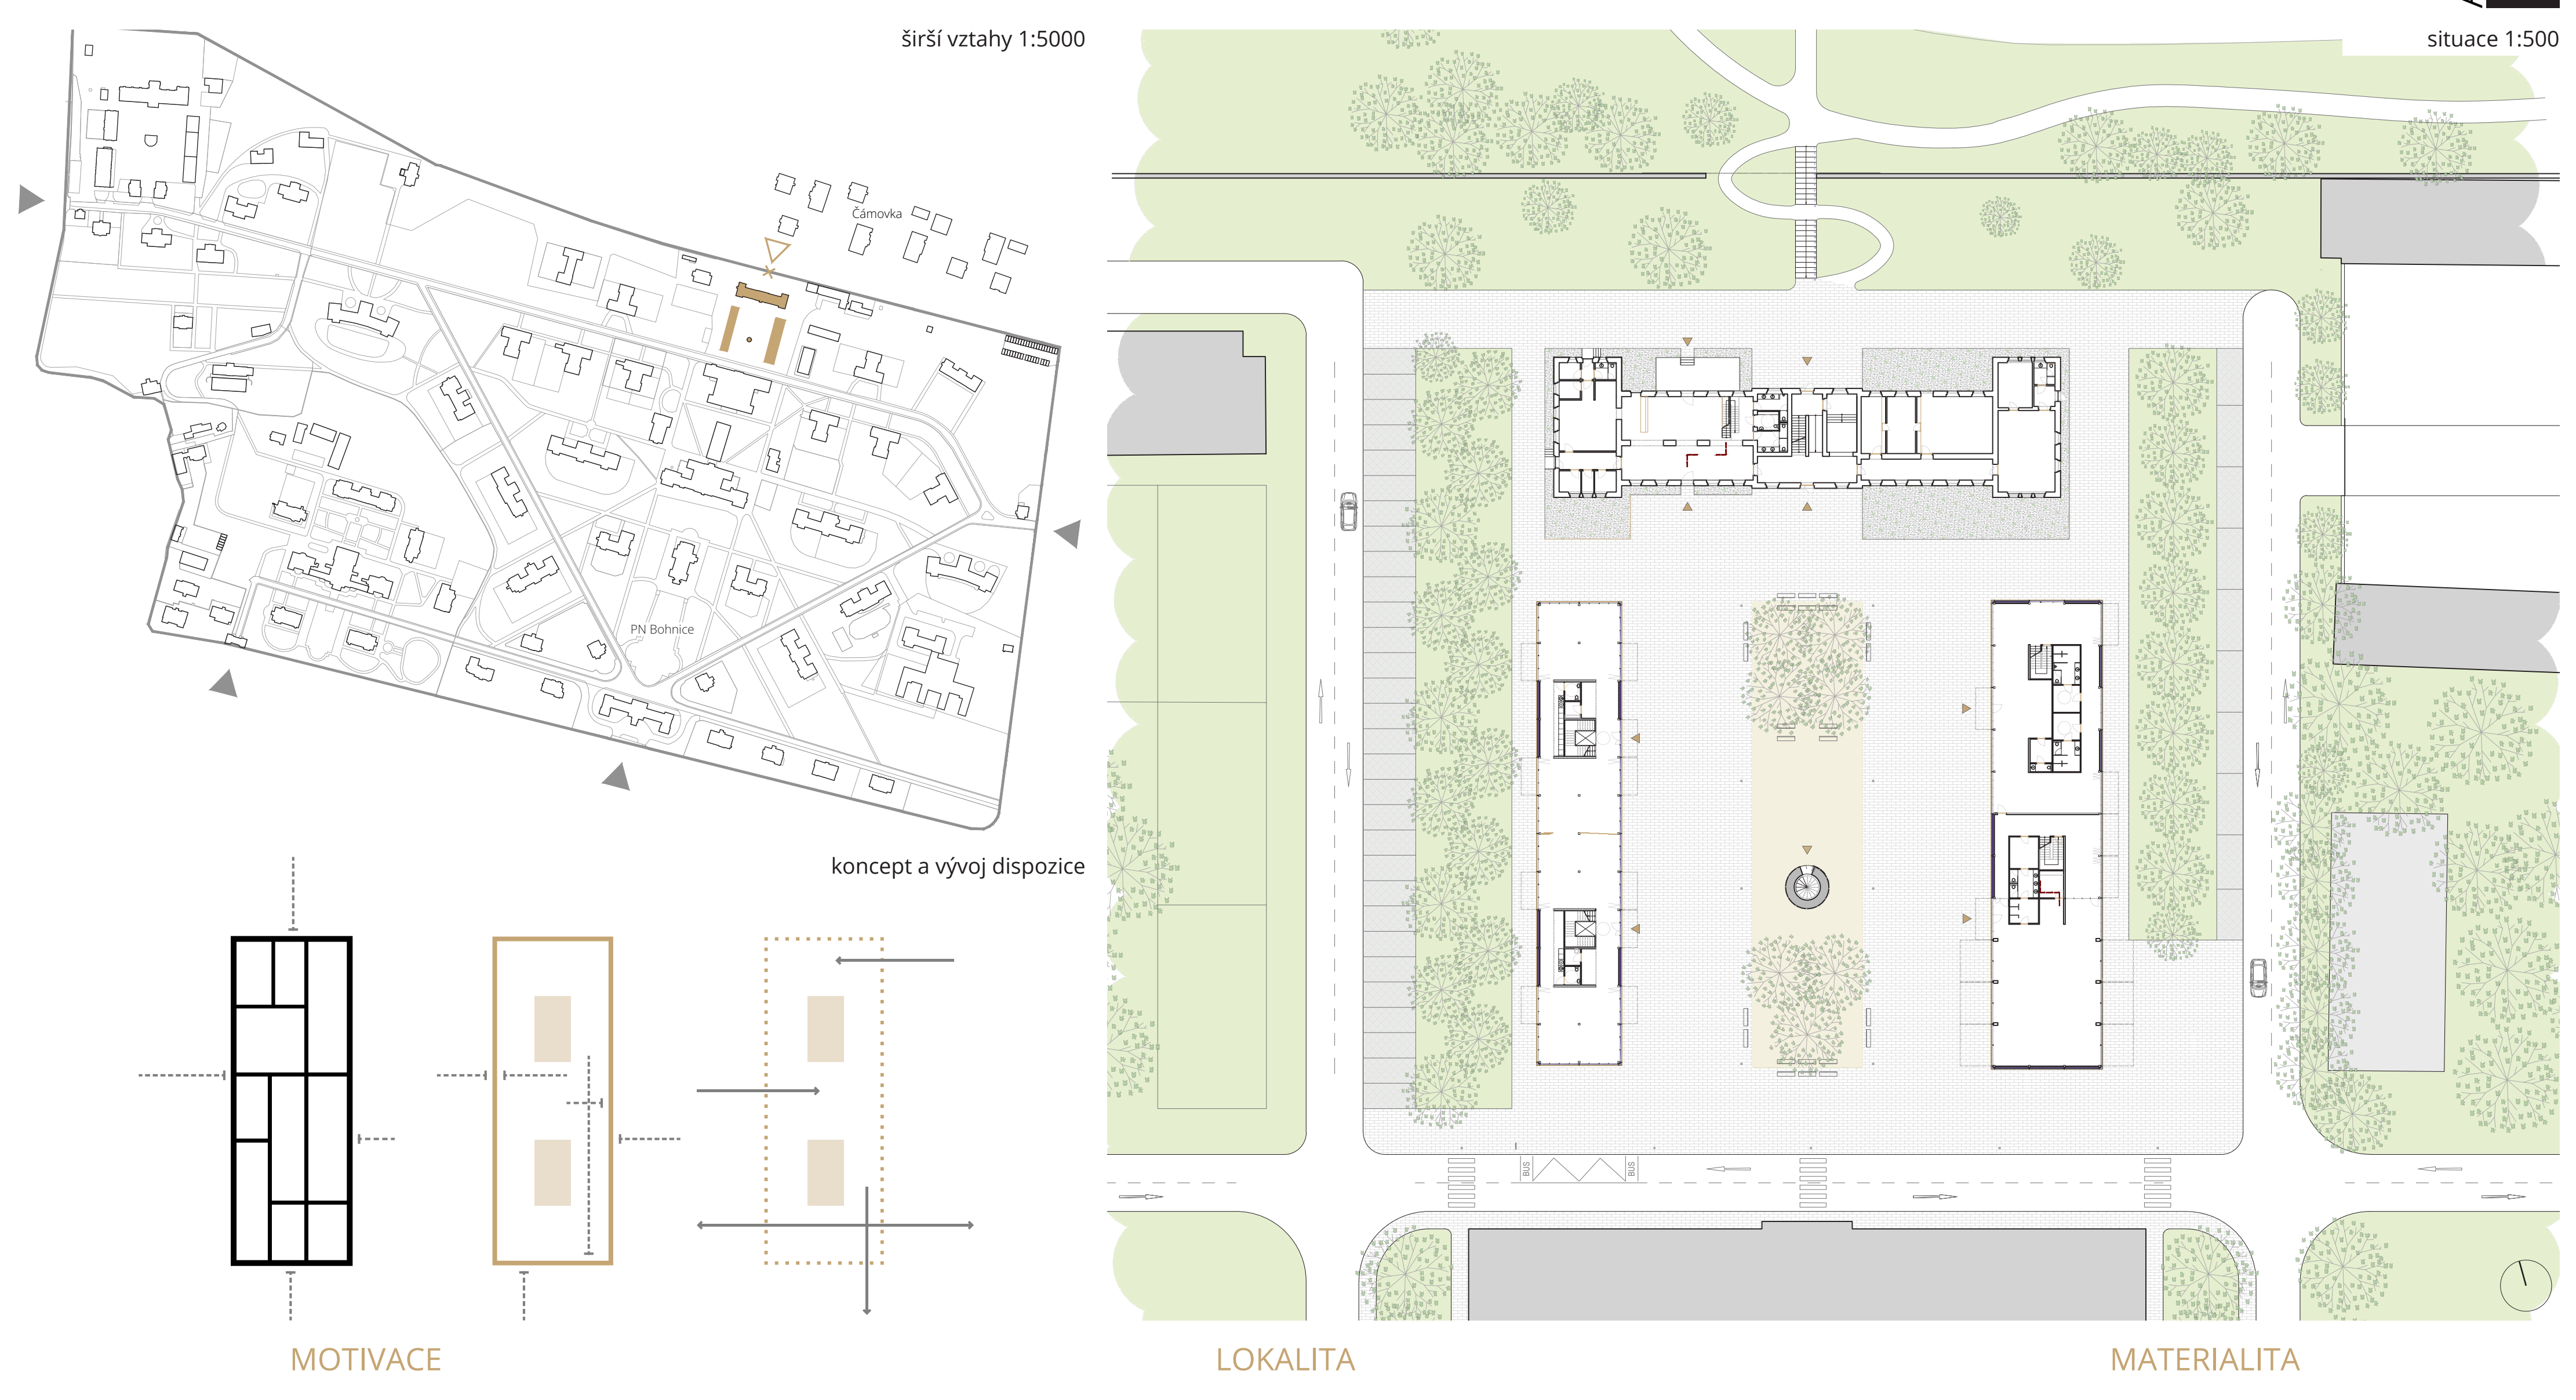 širší vztahy 1:5000
situace 1:500
Čámovka
PN Bohnice
koncept a vývoj dispozice
BUS
BUS
MOTIVACE
LOKALITA
MATERIALITA